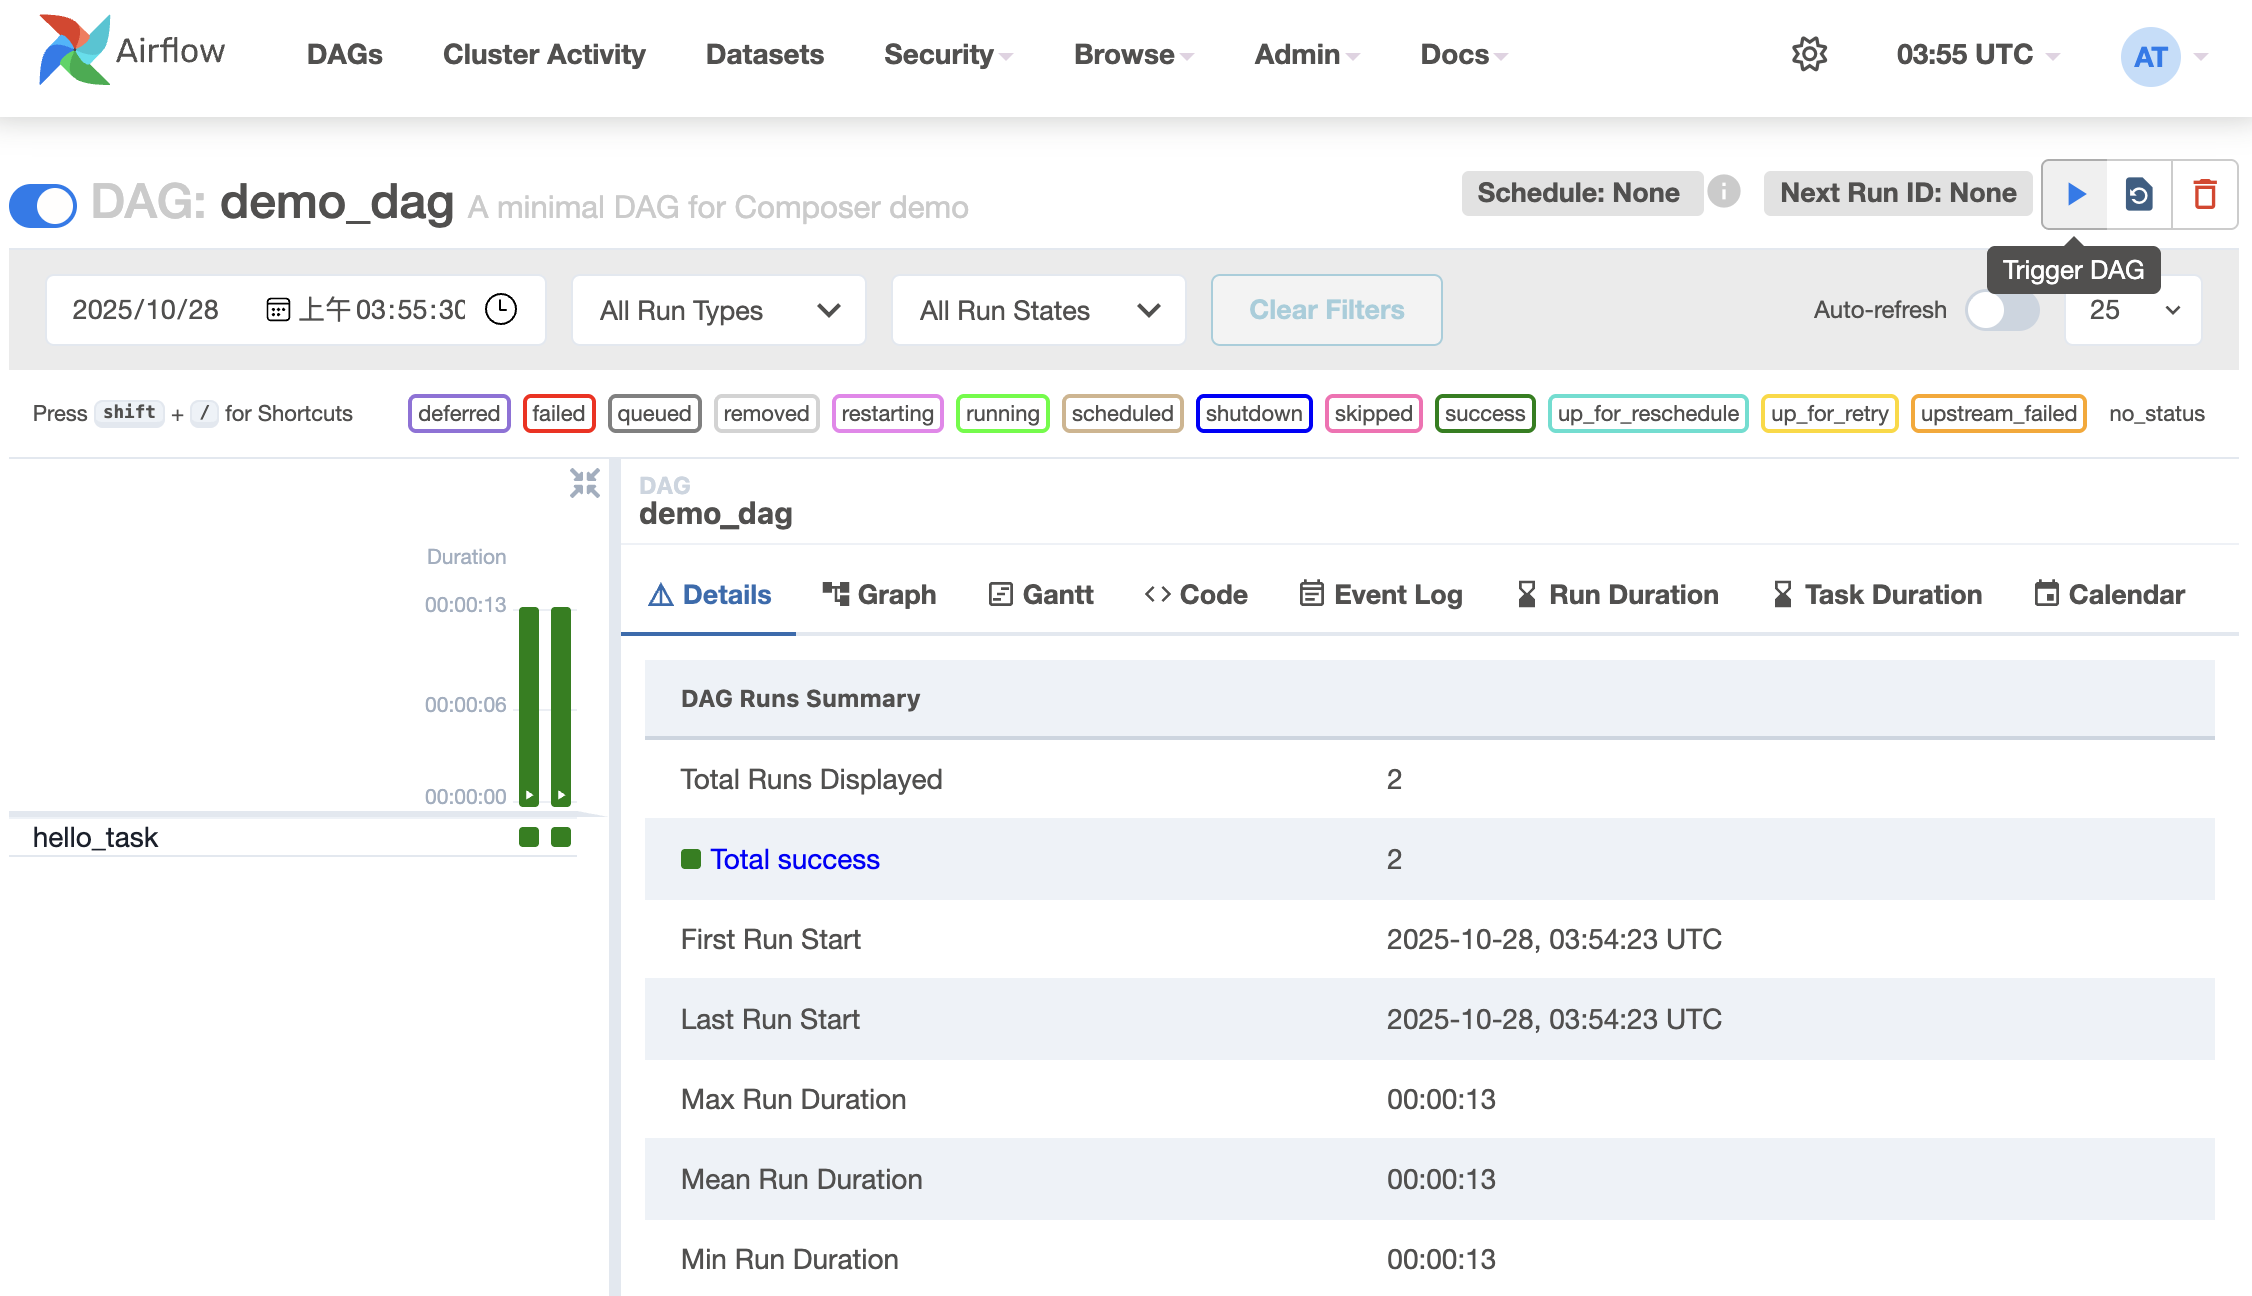 Airflow DAGs Cluster Activity Datasets Security Browse Admin Docs 03:55 UTC AT
DAG: demo_dag A minimal DAG for Composer demo Schedule: None i Next Run ID: None
Trigger DAG
2025/10/28 上午03:55:30 All Run Types All Run States Clear Filters Auto-refresh 25
Press shift + / for Shortcuts deferred failed queued removed restarting running scheduled shutdown skipped success up_for_reschedule up_for_retry upstream_failed no_status
Duration
00:00:13
00:00:06
00:00:00
hello_task
DAG
demo_dag
Details Graph Gantt Code Event Log Run Duration Task Duration Calendar
DAG Runs Summary
Total Runs Displayed 2
Total success 2
First Run Start 2025-10-28, 03:54:23 UTC
Last Run Start 2025-10-28, 03:54:23 UTC
Max Run Duration 00:00:13
Mean Run Duration 00:00:13
Min Run Duration 00:00:13